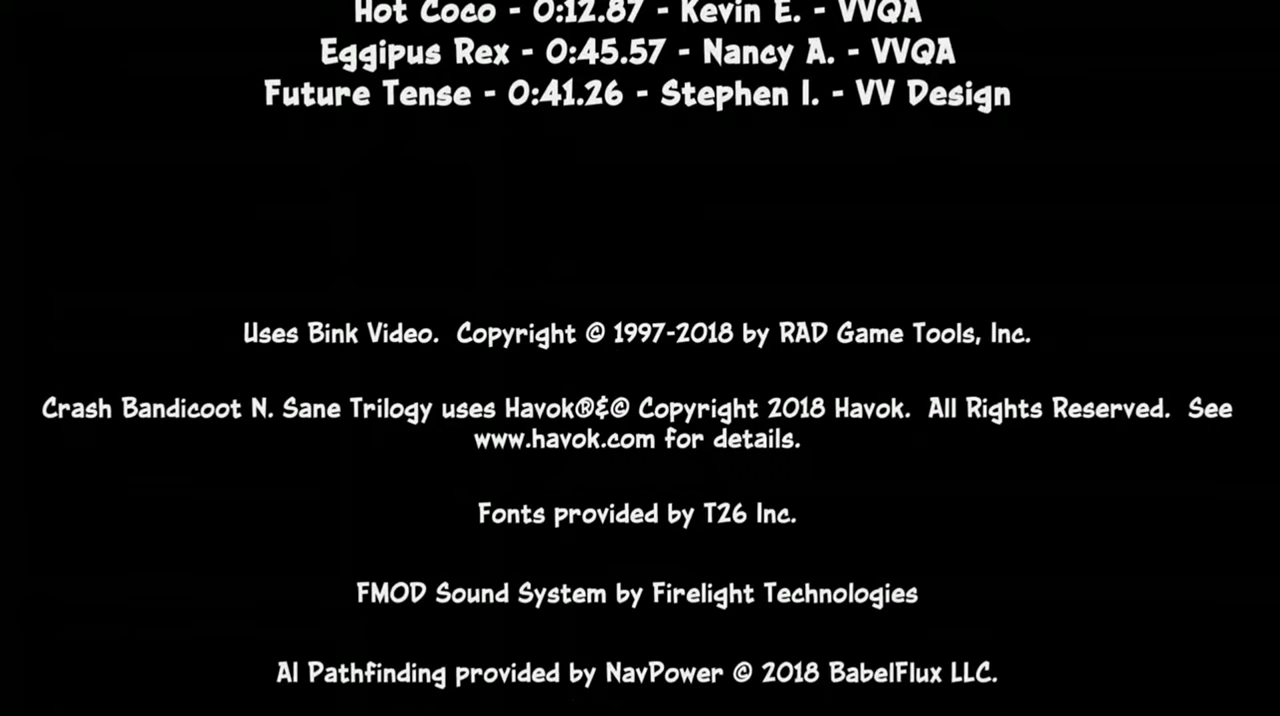 Hot Coco - 0:12.87 - Kevin E. - VVQA
Eggipus Rex - 0:45.57 - Nancy A. - VVQA
Future Tense - 0:41.26 - Stephen I. - VV Design
Uses Bink Video.  Copyright © 1997-2018 by RAD Game Tools, Inc.
Crash Bandicoot N. Sane Trilogy uses Havok®&© Copyright 2018 Havok.  All Rights Reserved.  See
www.havok.com for details.
Fonts provided by T26 Inc.
FMOD Sound System by Firelight Technologies
AI Pathfinding provided by NavPower © 2018 BabelFlux LLC.